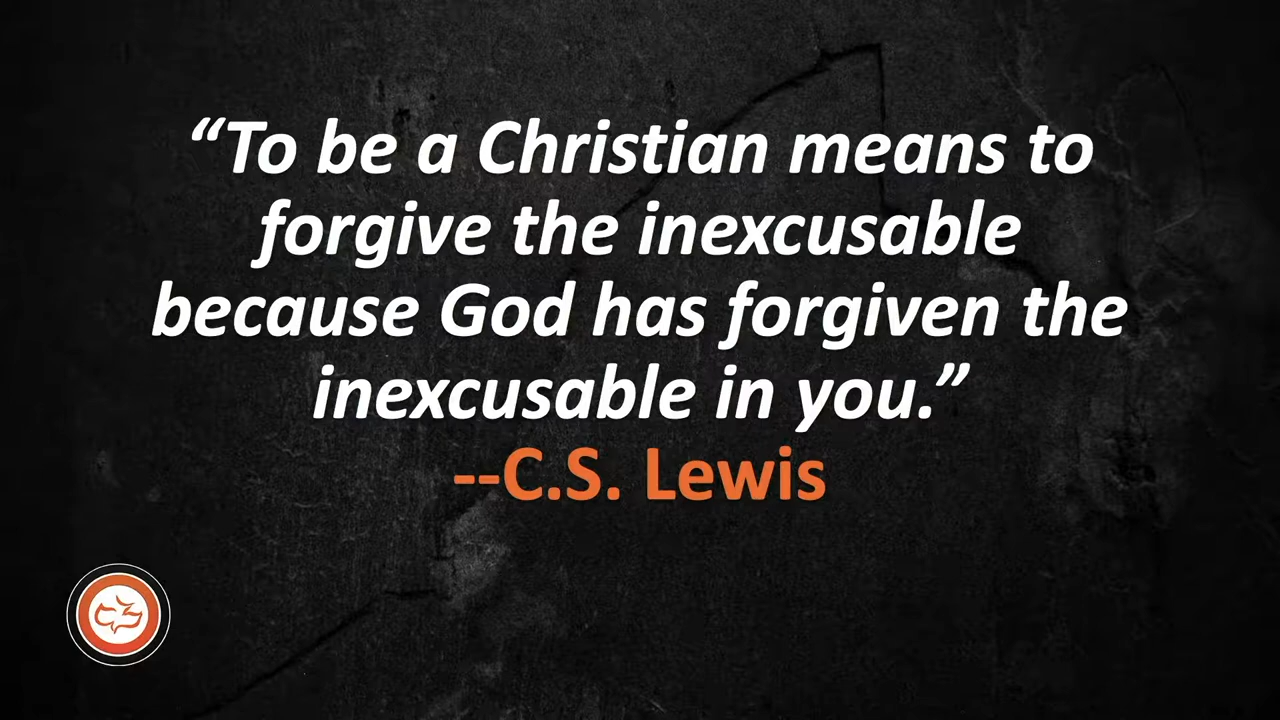 “To be a Christian means to
forgive the inexcusable
because God has forgiven the
inexcusable in you.”
--C.S. Lewis